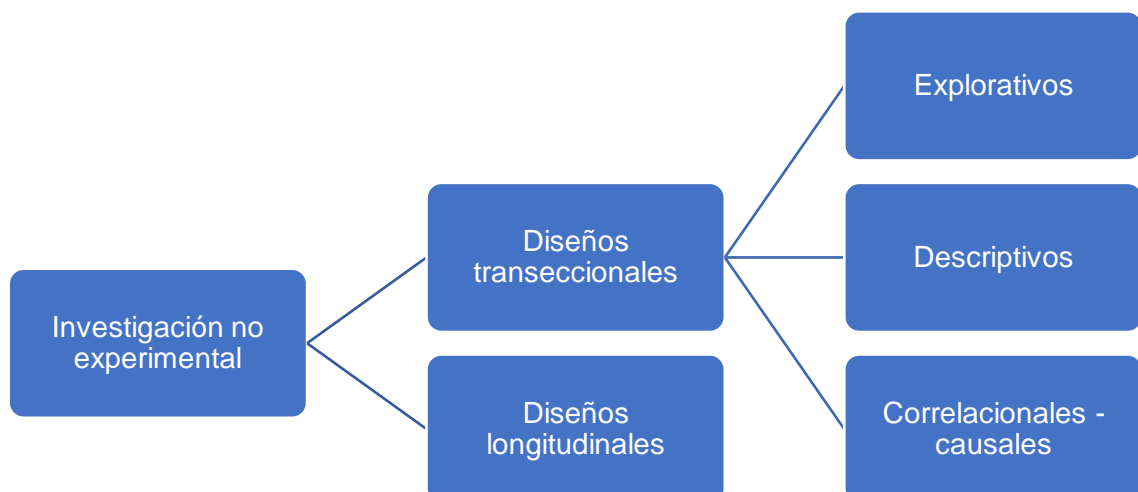 Investigación no
experimental
Diseños
transeccionales
Diseños
longitudinales
Explorativos
Descriptivos
Correlacionales -
causales